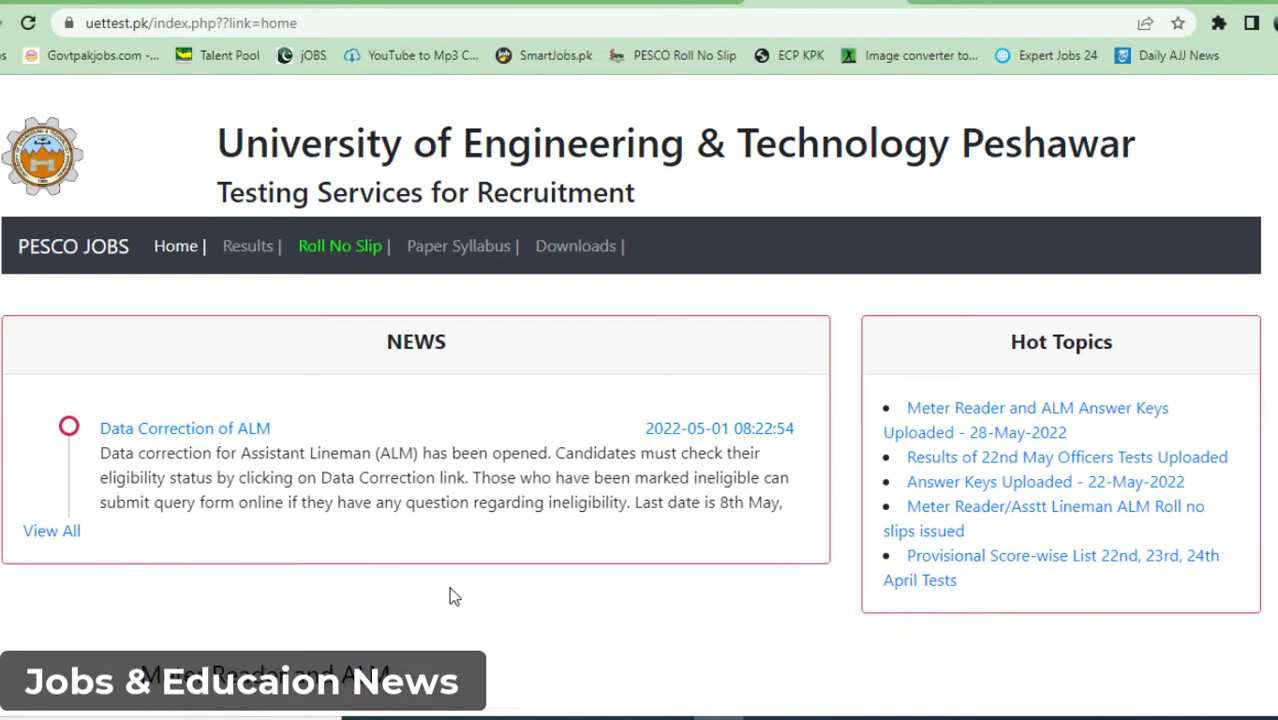 uettest.pk/index.php??link=home
Govtpakjobs.com -... Talent Pool jOBS YouTube to Mp3 C... SmartJobs.pk PESCO Roll No Slip ECP KPK Image converter to... Expert Jobs 24 Daily AJJ News
University of Engineering & Technology Peshawar
Testing Services for Recruitment
PESCO JOBS Home | Results | Roll No Slip | Paper Syllabus | Downloads |
NEWS
Data Correction of ALM 2022-05-01 08:22:54
Data correction for Assistant Lineman (ALM) has been opened. Candidates must check their
eligibility status by clicking on Data Correction link. Those who have been marked ineligible can
submit query form online if they have any question regarding ineligibility. Last date is 8th May,
View All
Hot Topics
Meter Reader and ALM Answer Keys
Uploaded - 28-May-2022
Results of 22nd May Officers Tests Uploaded
Answer Keys Uploaded - 22-May-2022
Meter Reader/Asstt Lineman ALM Roll no
slips issued
Provisional Score-wise List 22nd, 23rd, 24th
April Tests
Meter Reader and ALM
Jobs & Educaion News